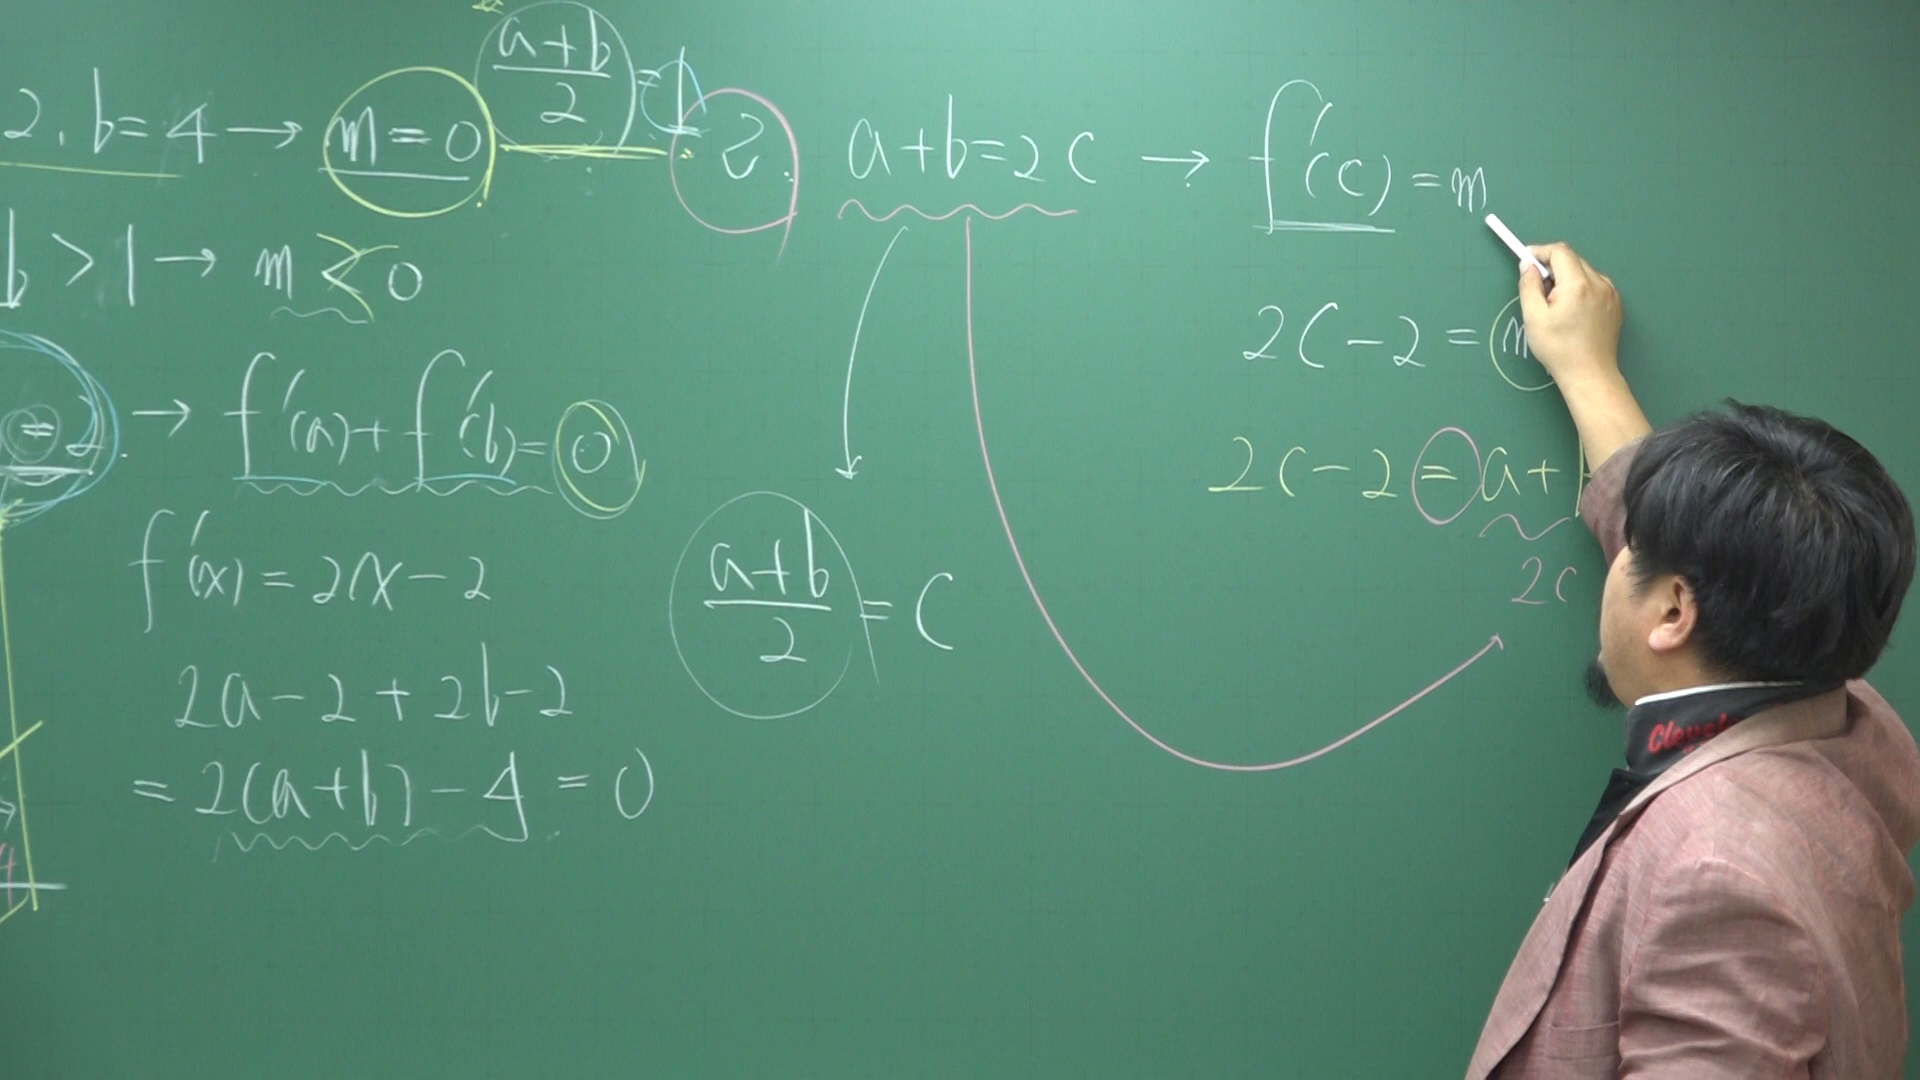 2. b=4 → m=0
(a+b)/2 = 1
b > 1 → m ≷ 0
= 2. → f'(a)+f'(b)=0
f'(x) = 2x-2
2a-2+2b-2
= 2(a+b)-4 = 0
ㄹ. a+b=2c → f'(c) = m
(a+b)/2 = c
2c-2 = m
2c-2 = a+b
2c